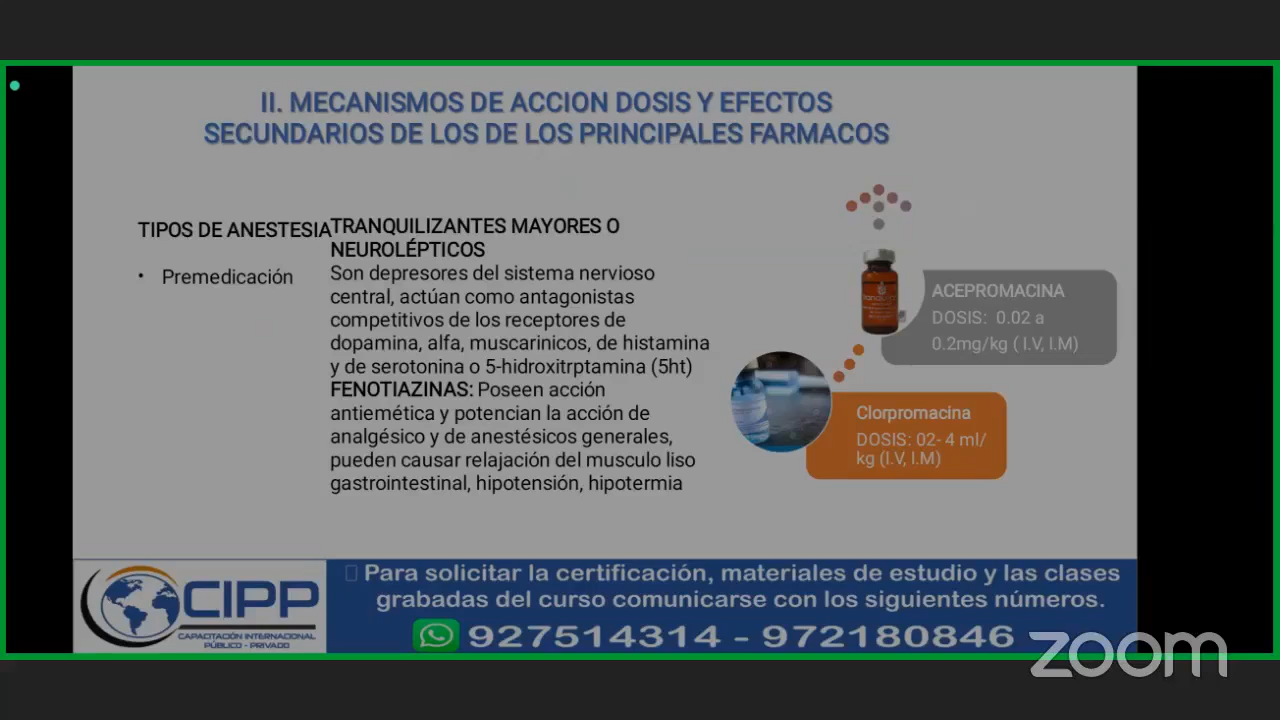 II. MECANISMOS DE ACCION DOSIS Y EFECTOS
SECUNDARIOS DE LOS DE LOS PRINCIPALES FARMACOS
TIPOS DE ANESTESIA
• Premedicación
TRANQUILIZANTES MAYORES O
NEUROLÉPTICOS
Son depresores del sistema nervioso
central, actúan como antagonistas
competitivos de los receptores de
dopamina, alfa, muscarinicos, de histamina
y de serotonina o 5-hidroxitrptamina (5ht)
FENOTIAZINAS: Poseen acción
antiemética y potencian la acción de
analgésico y de anestésicos generales,
pueden causar relajación del musculo liso
gastrointestinal, hipotensión, hipotermia
ACEPROMACINA
DOSIS: 0.02 a
0.2mg/kg ( I.V, I.M)
Clorpromacina
DOSIS: 02- 4 ml/
kg (I.V, I.M)
CIPP
CAPACITACIÓN INTERNACIONAL
PÚBLICO - PRIVADO
Para solicitar la certificación, materiales de estudio y las clases
grabadas del curso comunicarse con los siguientes números.
927514314 - 972180846
zoom